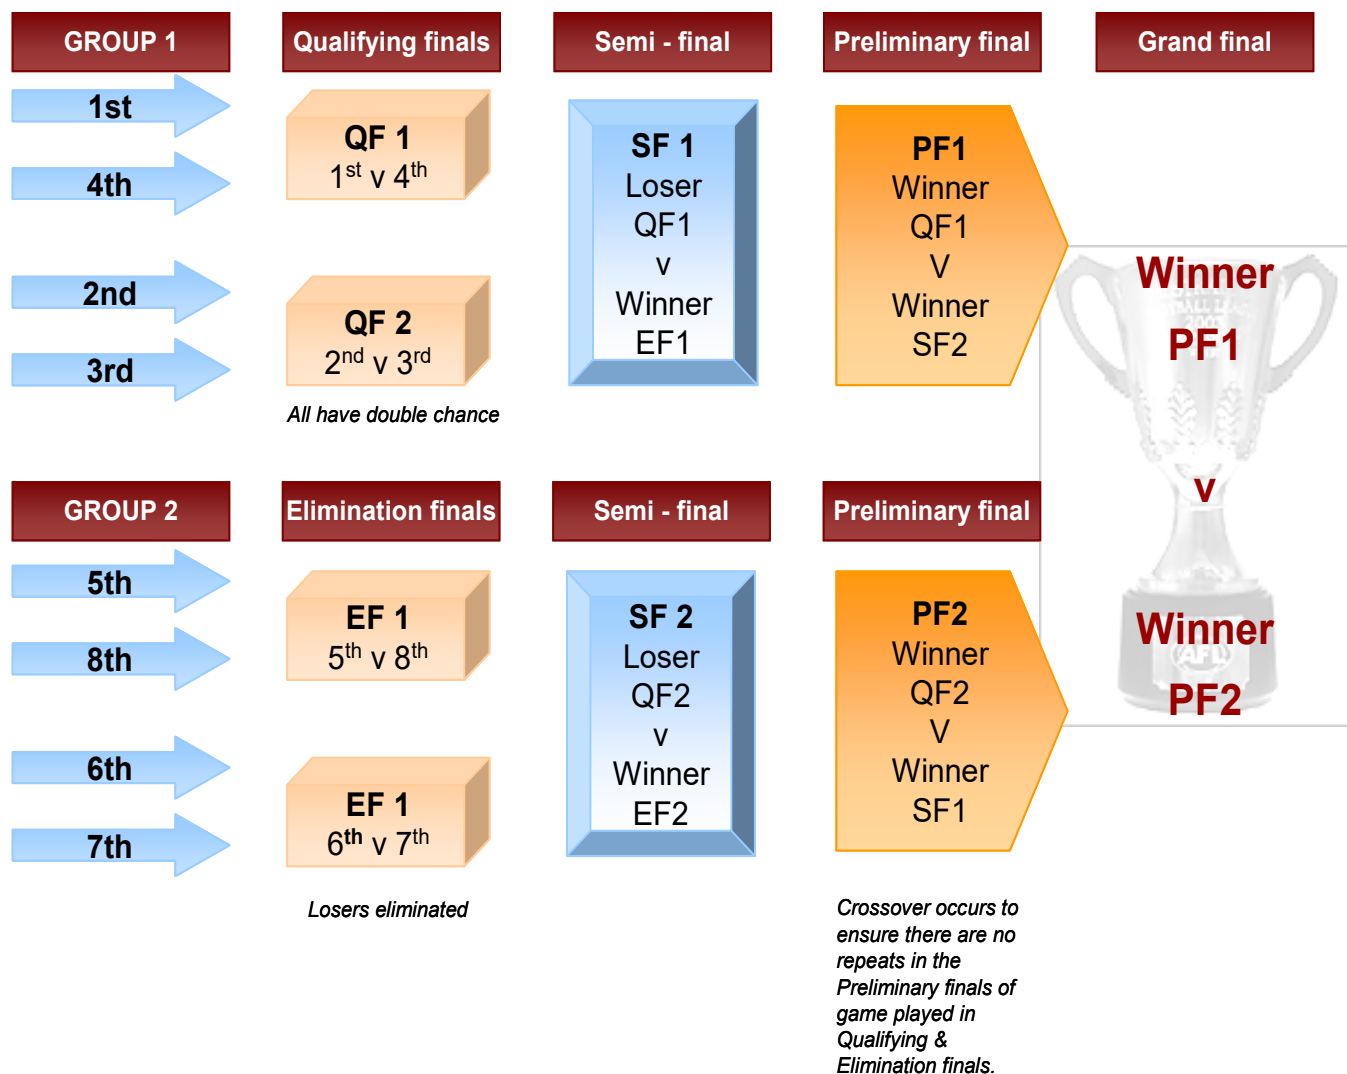 GROUP 1
Qualifying finals
Semi - final
Preliminary final
Grand final
1st
4th
2nd
3rd
QF 1
1st v 4th
QF 2
2nd v 3rd
All have double chance
SF 1
Loser
QF1
v
Winner
EF1
PF1
Winner
QF1
V
Winner
SF2
Winner
PF1
v
Winner
PF2
AFL
GROUP 2
Elimination finals
Semi - final
Preliminary final
5th
8th
6th
7th
EF 1
5th v 8th
EF 1
6th v 7th
Losers eliminated
SF 2
Loser
QF2
v
Winner
EF2
PF2
Winner
QF2
V
Winner
SF1
Crossover occurs to
ensure there are no
repeats in the
Preliminary finals of
game played in
Qualifying &
Elimination finals.